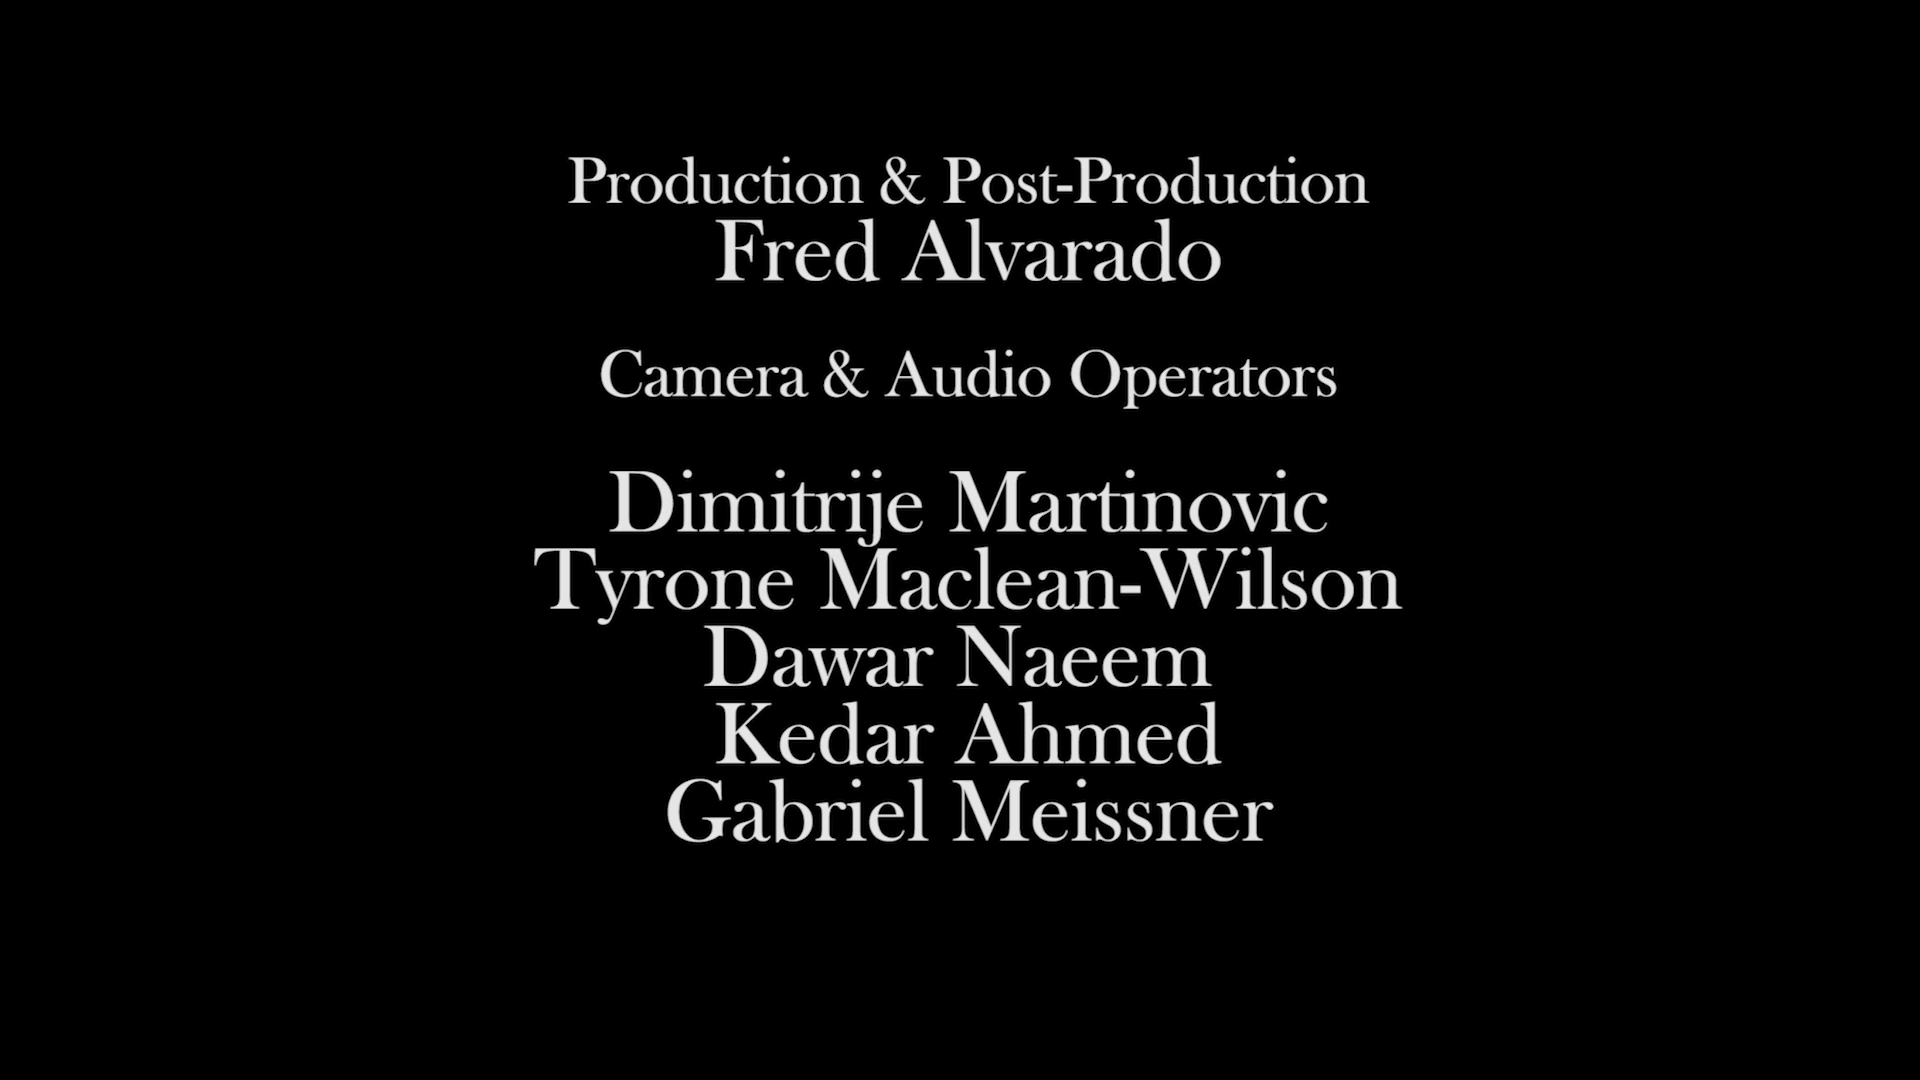 Production & Post-Production
Fred Alvarado
Camera & Audio Operators
Dimitrije Martinovic
Tyrone Maclean-Wilson
Dawar Naeem
Kedar Ahmed
Gabriel Meissner